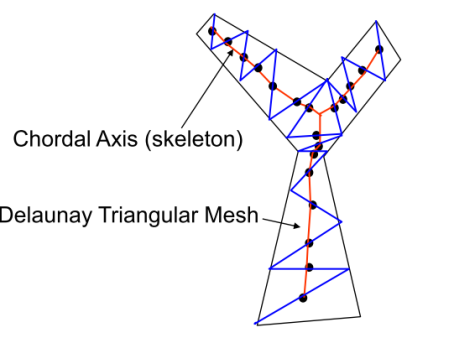 Chordal Axis (skeleton)
Delaunay Triangular Mesh